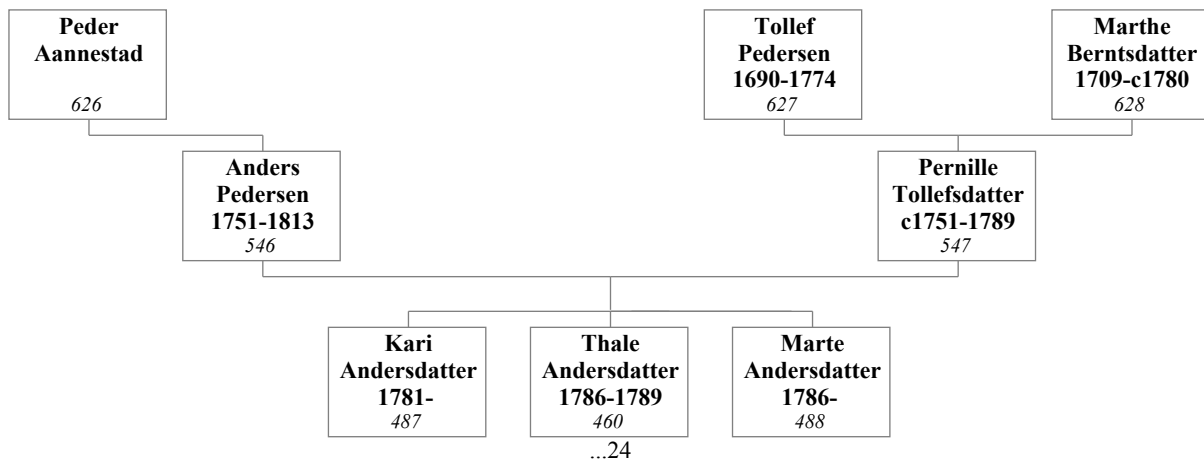 Peder
Aannestad
626
Tollef
Pedersen
1690-1774
627
Marthe
Berntsdatter
1709-c1780
628
Anders
Pedersen
1751-1813
546
Pernille
Tollefsdatter
c1751-1789
547
Kari
Andersdatter
1781-
487
Thale
Andersdatter
1786-1789
460
...24
Marte
Andersdatter
1786-
488